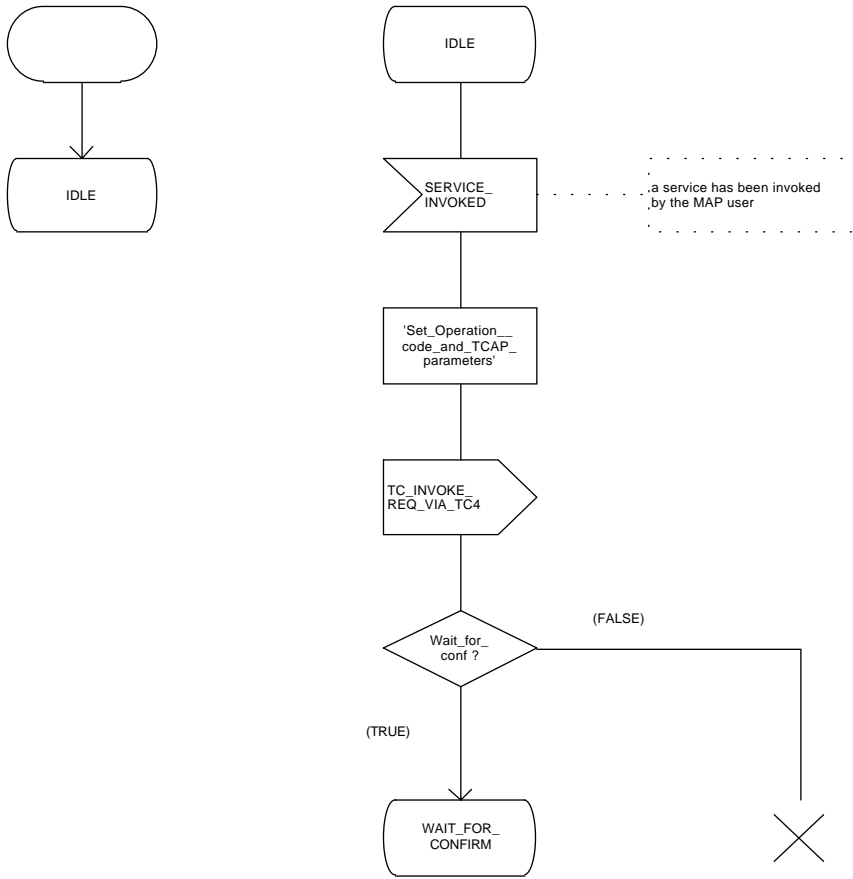 IDLE
IDLE
SERVICE_
INVOKED
a service has been invoked
by the MAP user
'Set_Operation__
code_and_TCAP_
parameters'
TC_INVOKE_
REQ_VIA_TC4
Wait_for_
conf ?
(FALSE)
(TRUE)
WAIT_FOR_
CONFIRM